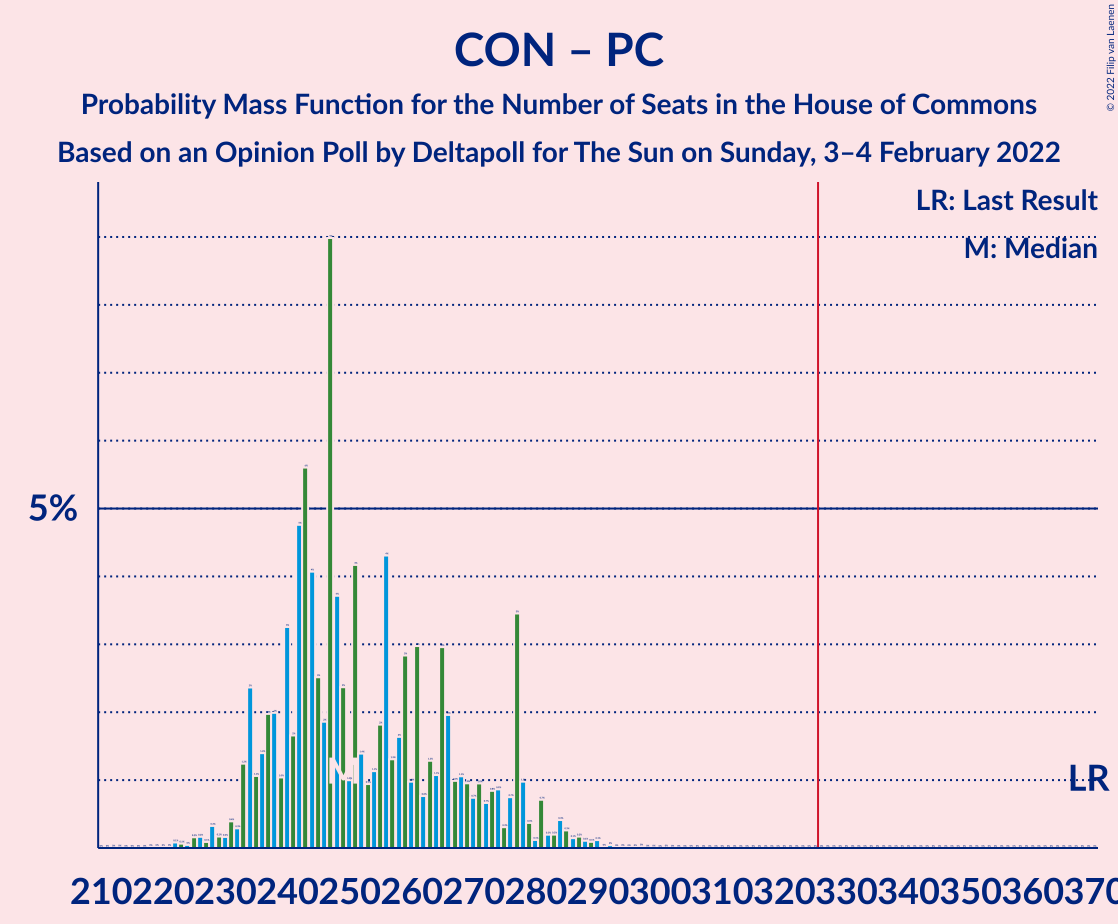 CON – PC
Probability Mass Function for the Number of Seats in the House of Commons
Based on an Opinion Poll by Deltapoll for The Sun on Sunday, 3–4 February 2022
© 2022 Filip van Laenen
LR: Last Result
M: Median
5%
M
LR
210220230240250260270280290300310320330340350360370